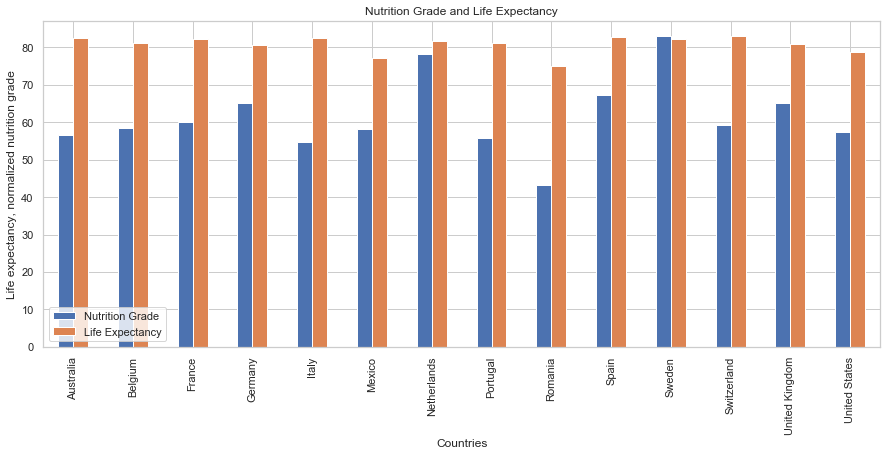 Nutrition Grade and Life Expectancy
Life expectancy, normalized nutrition grade
80
70
60
50
40
30
20
10
0
Nutrition Grade
Life Expectancy
Australia
Belgium
France
Germany
Italy
Mexico
Netherlands
Portugal
Romania
Spain
Sweden
Switzerland
United Kingdom
United States
Countries